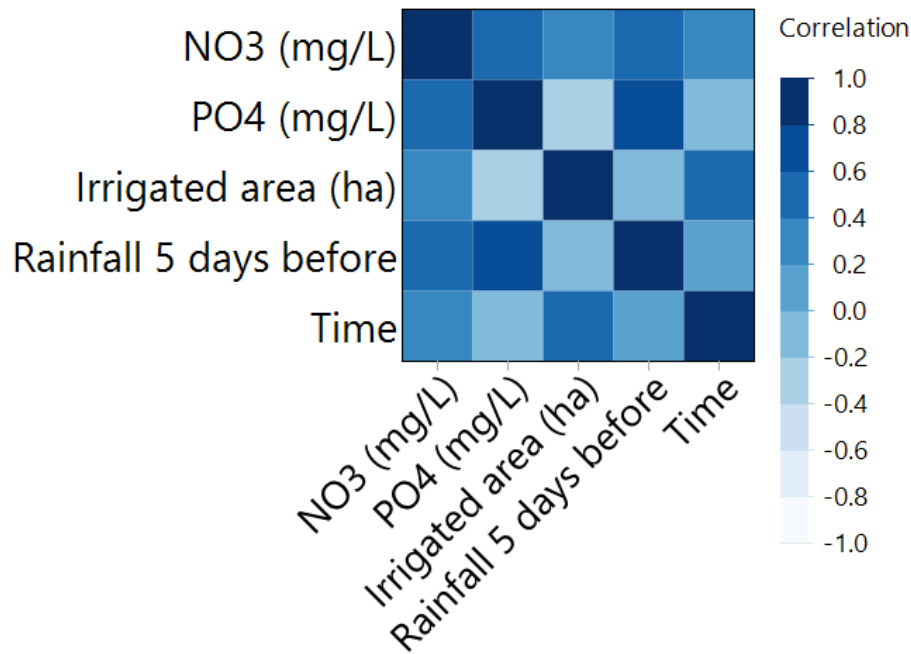 Correlation
NO3 (mg/L)
PO4 (mg/L)
Irrigated area (ha)
Rainfall 5 days before
Time
1.0
0.8
0.6
0.4
0.2
0.0
-0.2
-0.4
-0.6
-0.8
-1.0
NO3 (mg/L)
PO4 (mg/L)
Irrigated area (ha)
Rainfall 5 days before
Time